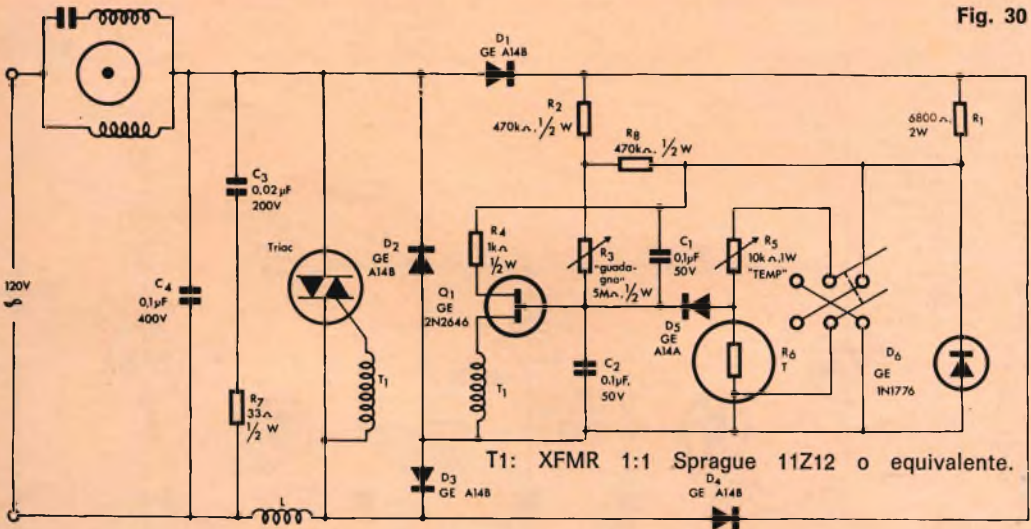 Fig. 30
D1
GE A14B
R2
470kΩ, 1/2 W
R8
470kΩ, 1/2 W
6800Ω,
2W
R1
C3
0,02µF
200V
Triac
D2
GE
A14B
R4
1kΩ
1/2 W
R3
"guada-
gno"
5MΩ, 1/2 W
C1
0,1µF
50V
R5
10kΩ, 1W
"TEMP"
120V
C4
0,1µF
400V
Q1
GE
2N2646
D5
GE
A14A
R6
T
D6
GE
1N1776
C2
0,1µF,
50V
R7
33Ω
1/2 W
T1
T1
T1: XFMR 1:1 Sprague 11Z12 o equivalente.
D3
GE A14B
D4
GE A14B
L